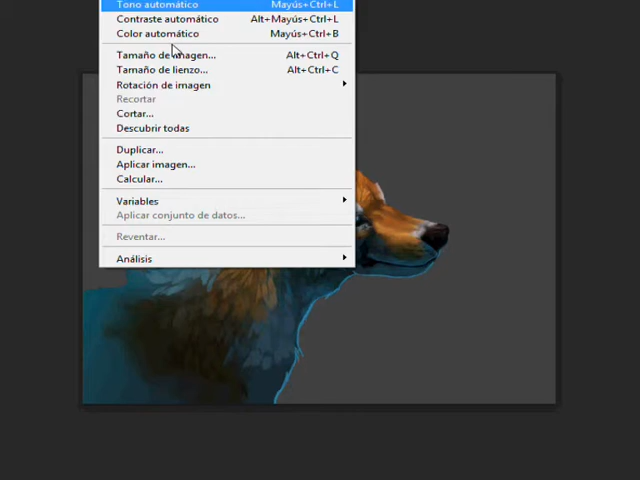 Tono automático Mayús+Ctrl+L
Contraste automático Alt+Mayús+Ctrl+L
Color automático Mayús+Ctrl+B
Tamaño de imagen... Alt+Ctrl+Q
Tamaño de lienzo... Alt+Ctrl+C
Rotación de imagen
Recortar
Cortar...
Descubrir todas
Duplicar...
Aplicar imagen...
Calcular...
Variables
Aplicar conjunto de datos...
Reventar...
Análisis